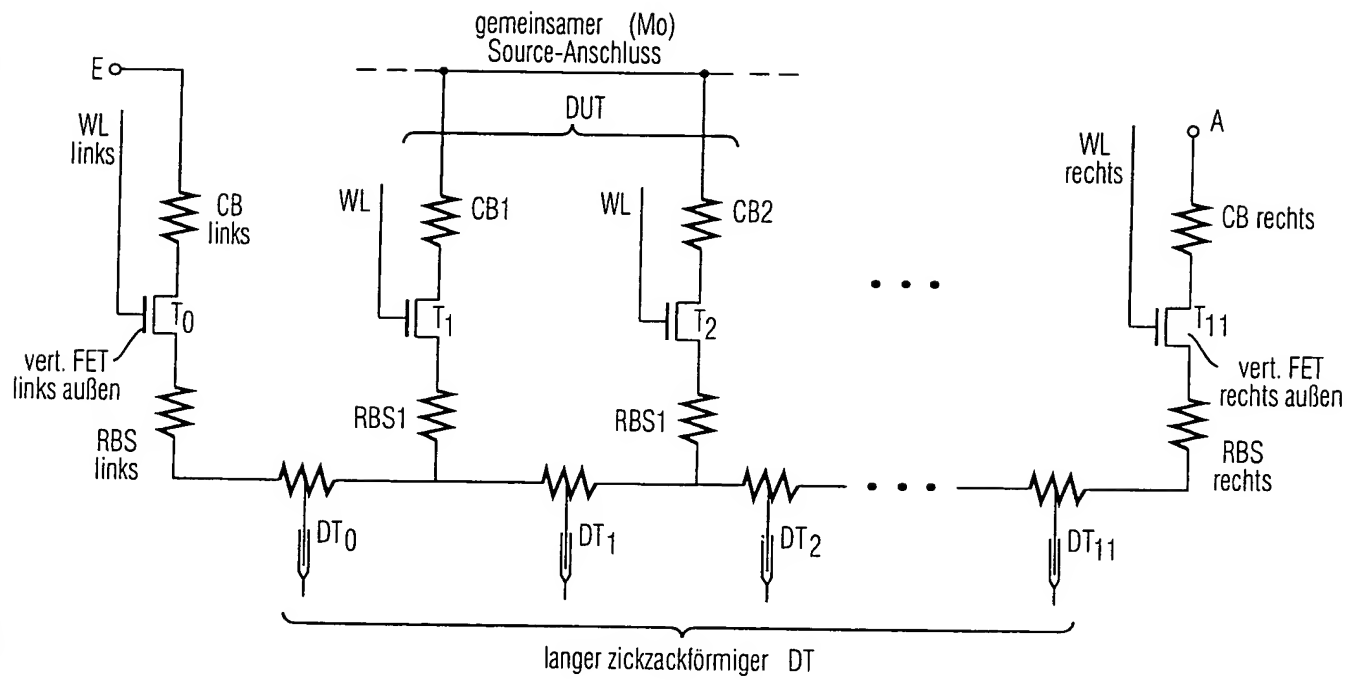 gemeinsamer (Mo)
Source-Anschluss
E
A
DUT
WL
links
WL
rechts
CB
links
WL
CB1
WL
CB2
CB rechts
T0
T1
T2
T11
vert. FET
links außen
vert. FET
rechts außen
RBS
links
RBS1
RBS1
RBS
rechts
DT0
DT1
DT2
DT11
langer zickzackförmiger DT